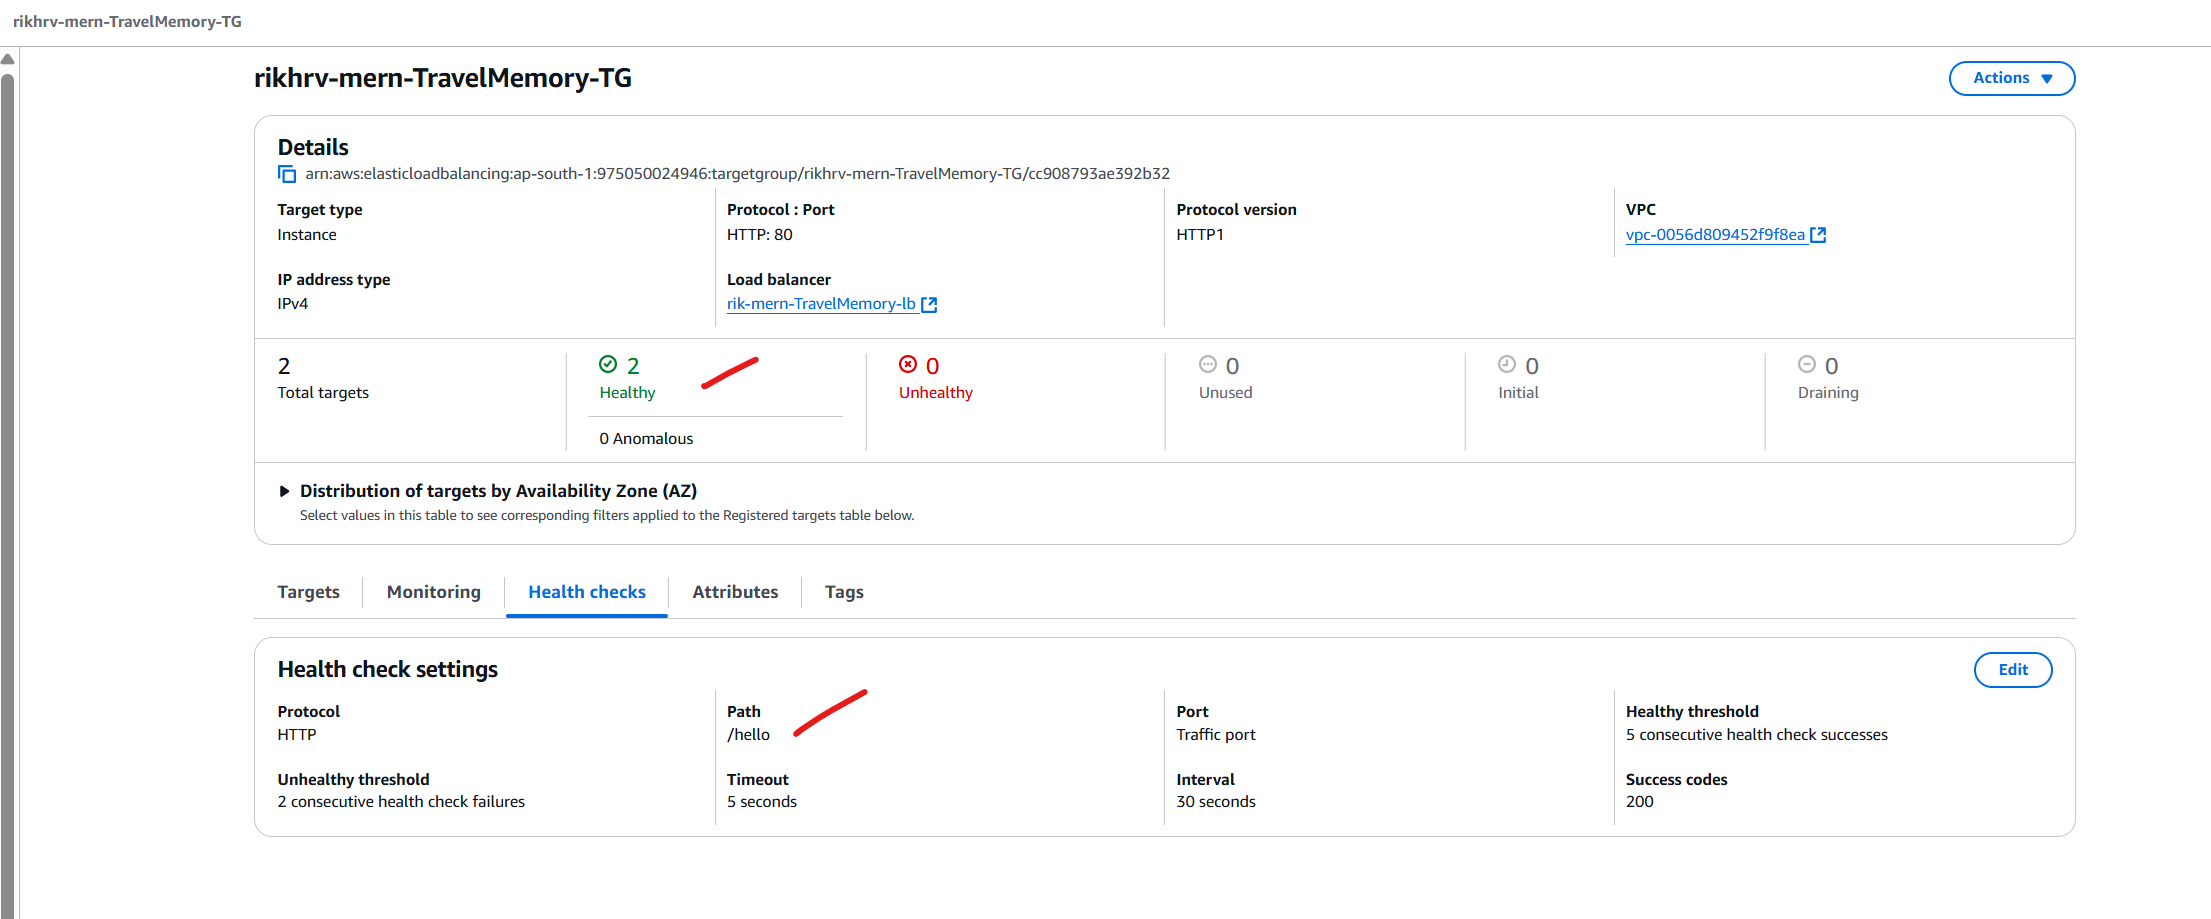 rikhrv-mern-TravelMemory-TG
rikhrv-mern-TravelMemory-TG
Actions
Details
arn:aws:elasticloadbalancing:ap-south-1:975050024946:targetgroup/rikhrv-mern-TravelMemory-TG/cc908793ae392b32
Target type
Instance
Protocol : Port
HTTP: 80
Protocol version
HTTP1
VPC
vpc-0056d809452f9f8ea
IP address type
IPv4
Load balancer
rik-mern-TravelMemory-lb
2
Total targets
2
Healthy
0 Anomalous
0
Unhealthy
0
Unused
0
Initial
0
Draining
Distribution of targets by Availability Zone (AZ)
Select values in this table to see corresponding filters applied to the Registered targets table below.
Targets
Monitoring
Health checks
Attributes
Tags
Health check settings
Edit
Protocol
HTTP
Path
/hello
Port
Traffic port
Healthy threshold
5 consecutive health check successes
Unhealthy threshold
2 consecutive health check failures
Timeout
5 seconds
Interval
30 seconds
Success codes
200